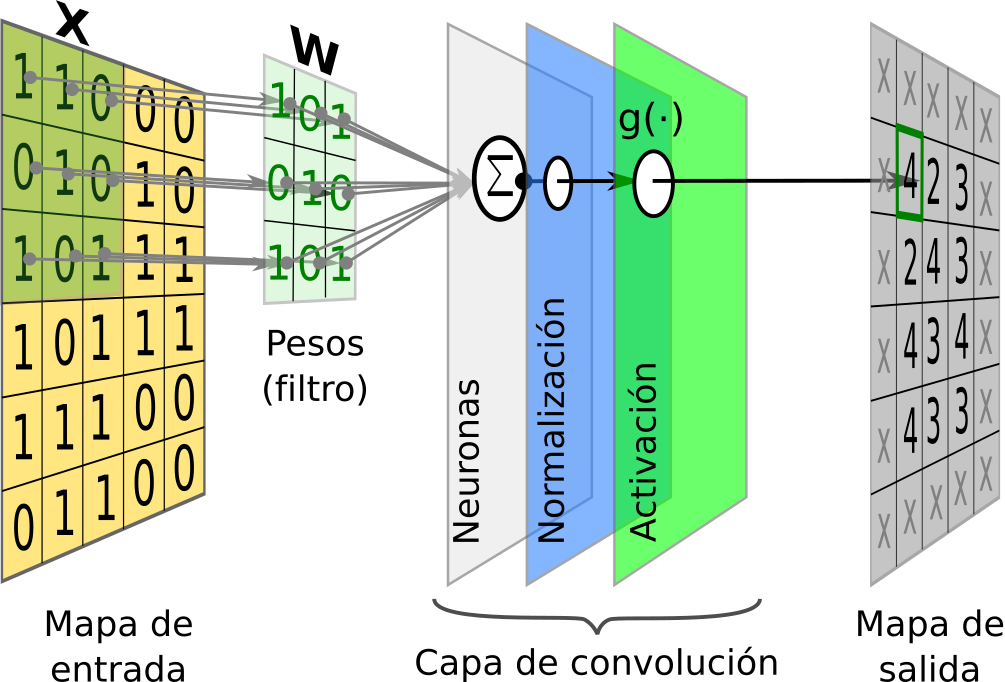 X
W
1 1 0 0 0
0 1 0 1 0
1 0 1 1 1
1 0 1 1 1
1 1 1 0 0
0 1 1 0 0
1 0 1
0 1 0
1 0 1
Pesos
(filtro)
Σ
g(·)
Neuronas
Normalización
Activación
X X X X X
X 4 2 3 X
X 2 4 3 X
X 4 3 4 X
X 4 3 3 X
X X X X X
Mapa de
entrada
Capa de convolución
Mapa de
salida